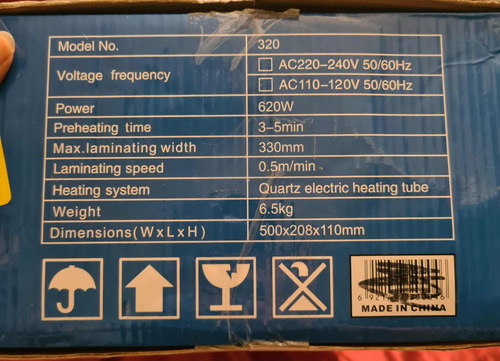 Model No. 320
Voltage frequency
AC220-240V 50/60Hz
AC110-120V 50/60Hz
Power 620W
Preheating time 3-5min
Max.laminating width 330mm
Laminating speed 0.5m/min
Heating system Quartz electric heating tube
Weight 6.5kg
Dimensions(WxLxH) 500x208x110mm
MADE IN CHINA